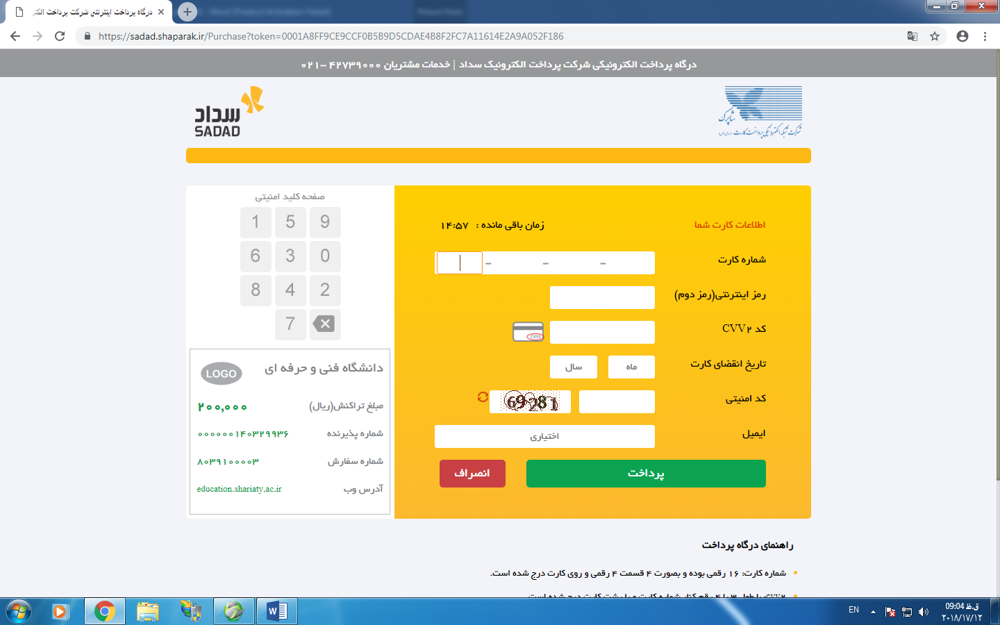 درگاه پرداخت اینترنتی شرکت پرداخت الکتر
https://sadad.shaparak.ir/Purchase?token=0001A8FF9CE9CCF0B5B9D5CDAE4B8F2FC7A11614E2A9A052F186
درگاه پرداخت الکترونیکی شرکت پرداخت الکترونیک سداد | خدمات مشتریان ۴۲۷۳۹۰۰۰ -۰۲۱
شاپرک
شرکت شبکه الکترونیکی پرداخت کارت
سداد
SADAD
اطلاعات کارت شما
زمان باقی مانده : ۱۴:۵۷
شماره کارت
- - -
رمز اینترنتی(رمز دوم)
کد CVV۲
CVV2
تاریخ انقضای کارت
ماه
سال
کد امنیتی
69281
ایمیل
اختیاری
پرداخت
انصراف
صفحه کلید امنیتی
1 5 9
6 3 0
8 4 2
7
دانشگاه فنی و حرفه ای
LOGO
مبلغ تراکنش(ریال) ۲۰۰,۰۰۰
شماره پذیرنده ۰۰۰۰۰۰۱۴۰۳۲۹۹۳۶
شماره سفارش ۸۰۳۹۱۰۰۰۰۳
آدرس وب education.shariaty.ac.ir
راهنمای درگاه پرداخت
شماره کارت: ۱۶ رقمی بوده و بصورت ۴ قسمت ۴ رقمی و روی کارت درج شده است.
EN
09:04 ق.ظ
۲۰۱۸/۱۷/۱۲